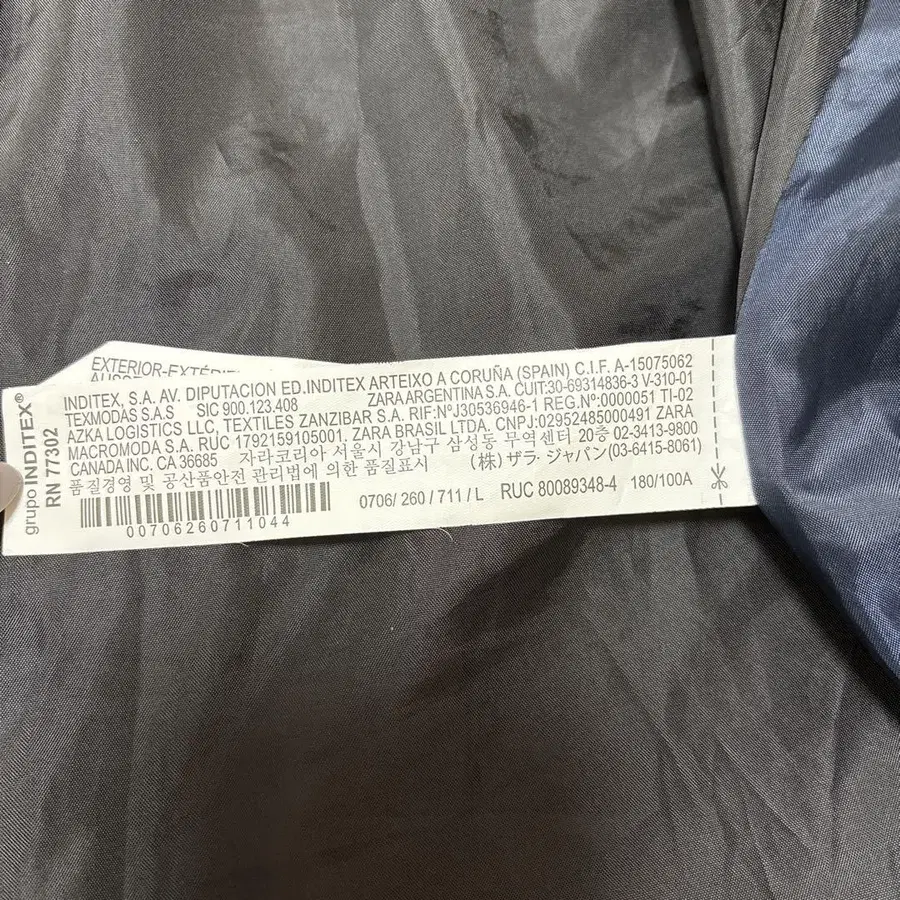 EXTERIOR-EXTÉRIE
grupo INDITEX®
RN 77302
INDITEX, S.A. AV. DIPUTACION ED.INDITEX ARTEIXO A CORUÑA (SPAIN) C.I.F. A-15075062
TEXMODAS S.A.S SIC 900.123.408 ZARA ARGENTINA S.A. CUIT:30-69314836-3 V-310-01
AZKA LOGISTICS LLC, TEXTILES ZANZIBAR S.A. RIF:NºJ30536946-1 REG.Nº0000051 TI-02
MACROMODA S.A. RUC 1792159105001. ZARA BRASIL LTDA. CNPJ:02952485000491 ZARA
CANADA INC. CA 36685 자라코리아 서울시 강남구 삼성동 무역센터 20층 02-3413-9800
품질경영 및 공산품안전 관리법에 의한 품질표시 (株) ザラ・ジャパン(03-6415-8061)
00706260711044 0706/ 260 / 711 / L RUC 80089348-4 180/100A